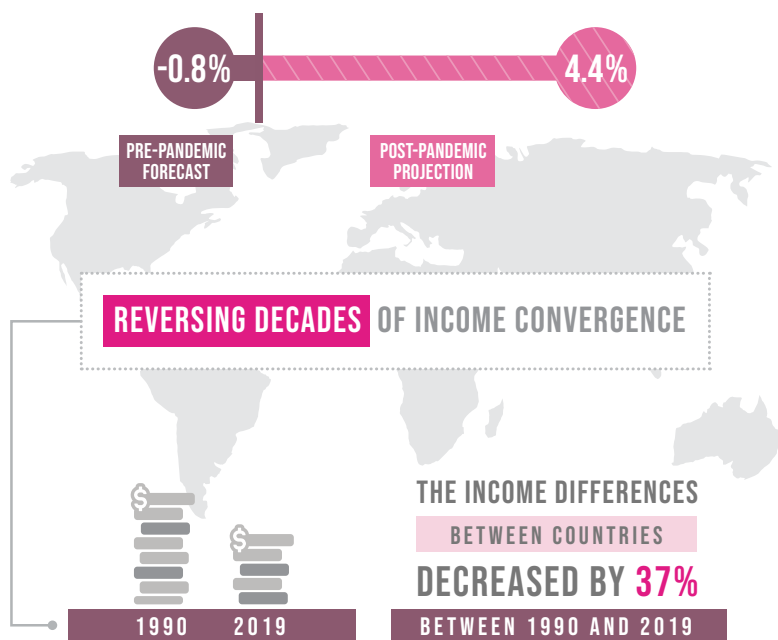 -0.8%
4.4%
PRE-PANDEMIC
FORECAST
POST-PANDEMIC
PROJECTION
REVERSING DECADES OF INCOME CONVERGENCE
$
$
1990
2019
THE INCOME DIFFERENCES
BETWEEN COUNTRIES
DECREASED BY 37%
BETWEEN 1990 AND 2019